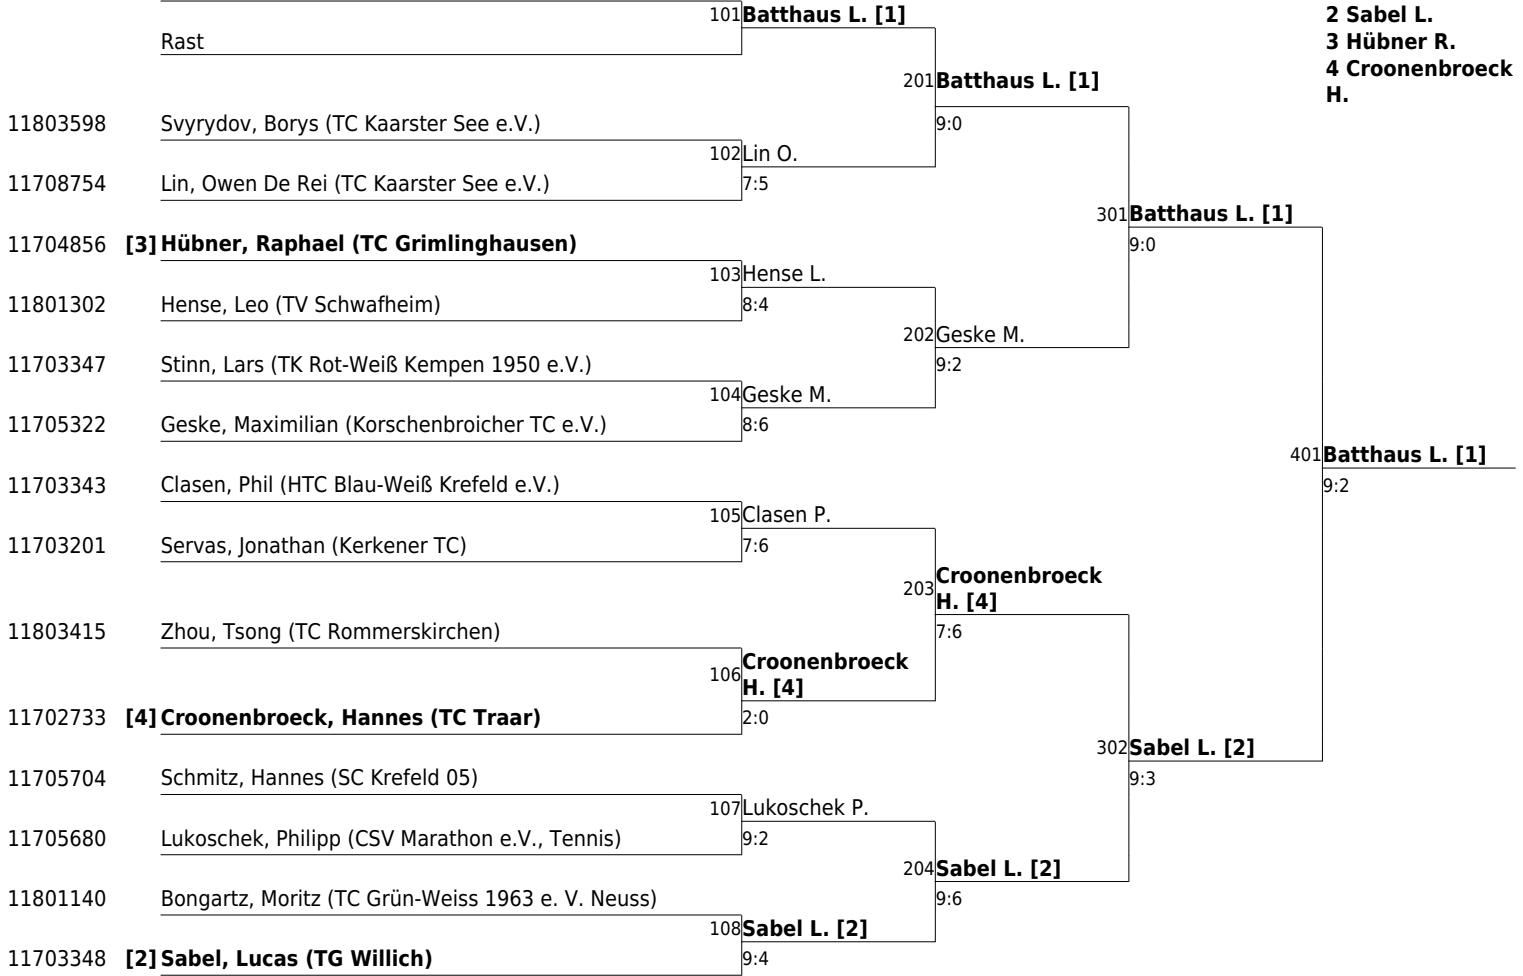 101 Batthaus L. [1]
2 Sabel L.
Rast
3 Hübner R.
4 Croonenbroeck
H.
201 Batthaus L. [1]
11803598 Svyrydov, Borys (TC Kaarster See e.V.)
9:0
102 Lin O.
11708754 Lin, Owen De Rei (TC Kaarster See e.V.)
7:5
301 Batthaus L. [1]
11704856 [3] Hübner, Raphael (TC Grimlinghausen)
9:0
103 Hense L.
11801302 Hense, Leo (TV Schwafheim)
8:4
202 Geske M.
11703347 Stinn, Lars (TK Rot-Weiß Kempen 1950 e.V.)
9:2
104 Geske M.
11705322 Geske, Maximilian (Korschenbroicher TC e.V.)
8:6
401 Batthaus L. [1]
11703343 Clasen, Phil (HTC Blau-Weiß Krefeld e.V.)
9:2
105 Clasen P.
11703201 Servas, Jonathan (Kerkener TC)
7:6
203 Croonenbroeck
H. [4]
11803415 Zhou, Tsong (TC Rommerskirchen)
7:6
106 Croonenbroeck
H. [4]
11702733 [4] Croonenbroeck, Hannes (TC Traar)
2:0
302 Sabel L. [2]
11705704 Schmitz, Hannes (SC Krefeld 05)
9:3
107 Lukoschek P.
11705680 Lukoschek, Philipp (CSV Marathon e.V., Tennis)
9:2
204 Sabel L. [2]
11801140 Bongartz, Moritz (TC Grün-Weiss 1963 e. V. Neuss)
9:6
108 Sabel L. [2]
11703348 [2] Sabel, Lucas (TG Willich)
9:4